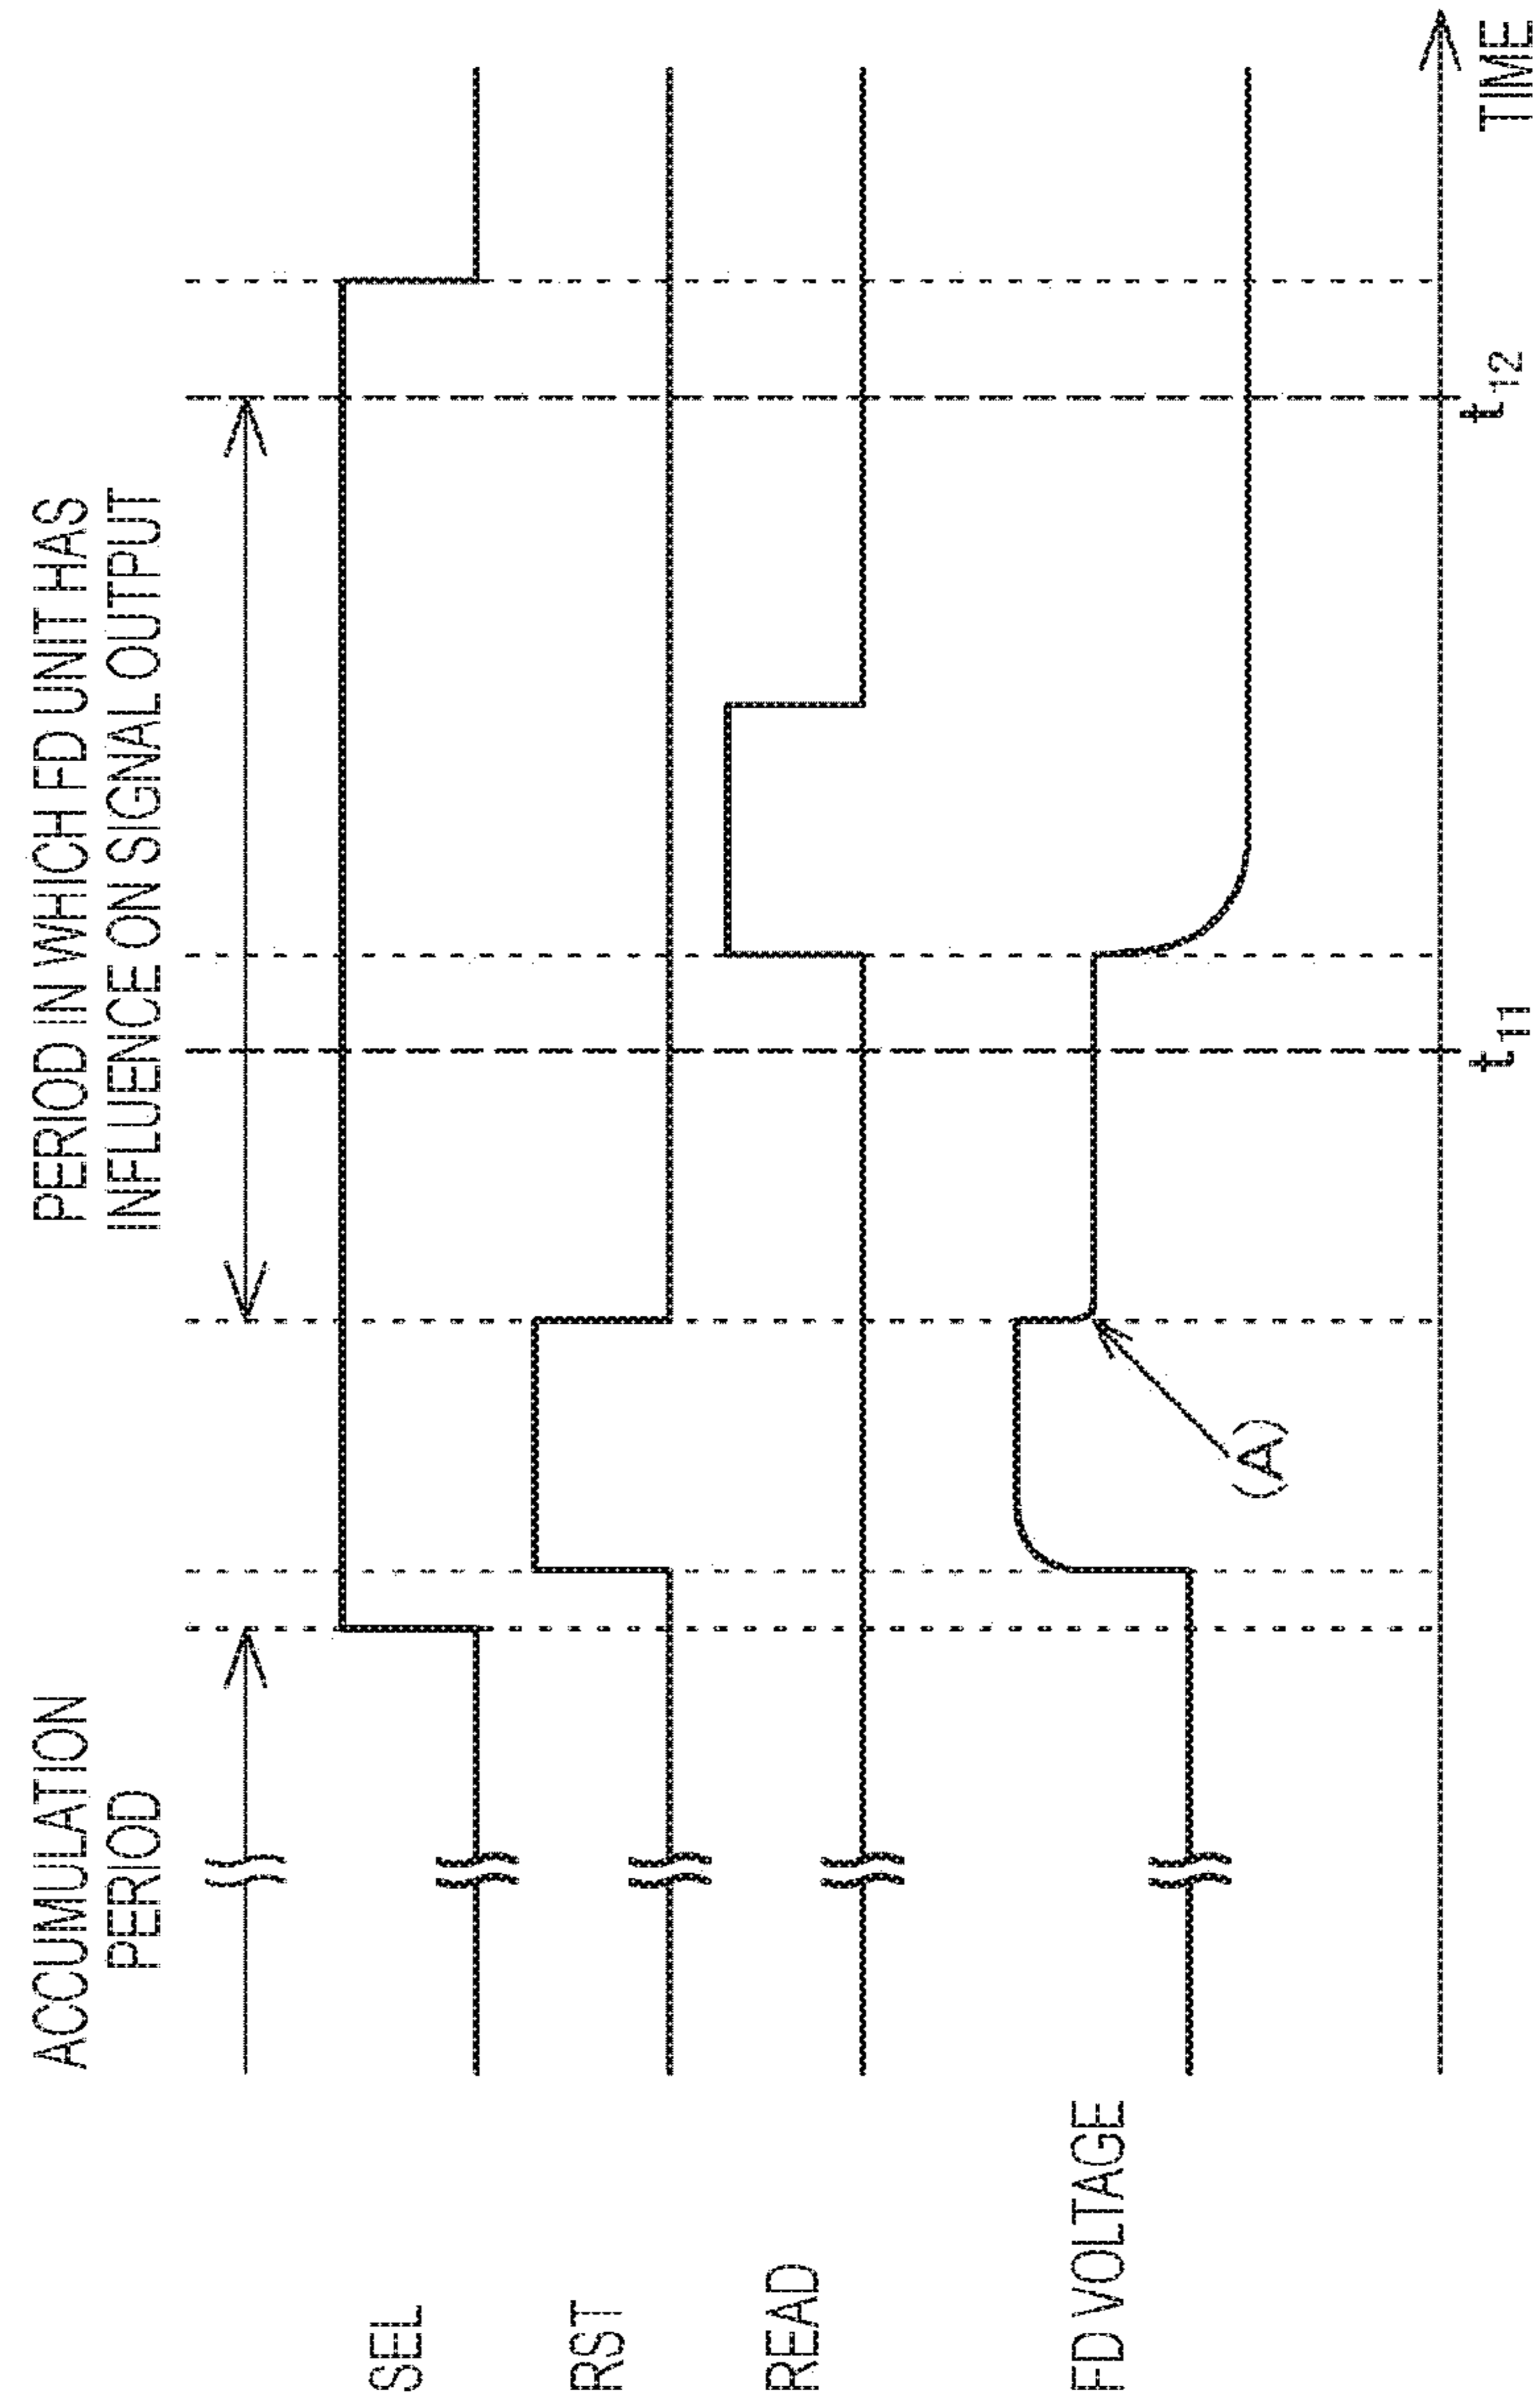 ACCUMULATION
PERIOD
PERIOD IN WHICH FD UNIT HAS
INFLUENCE ON SIGNAL OUTPUT
SEL
RST
READ
FD VOLTAGE
(A)
t11
t12
TIME